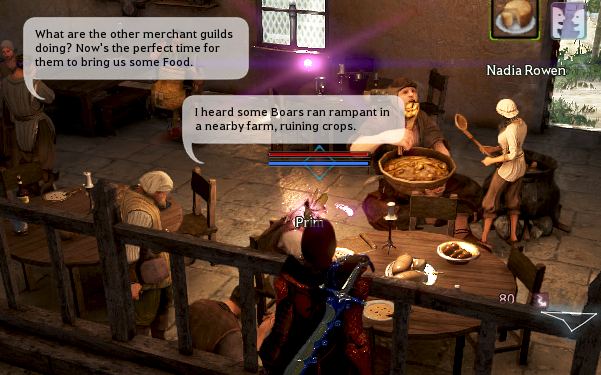 What are the other merchant guilds
doing? Now's the perfect time for
them to bring us some Food.
Nadia Rowen
I heard some Boars ran rampant in
a nearby farm, ruining crops.
Prim
80